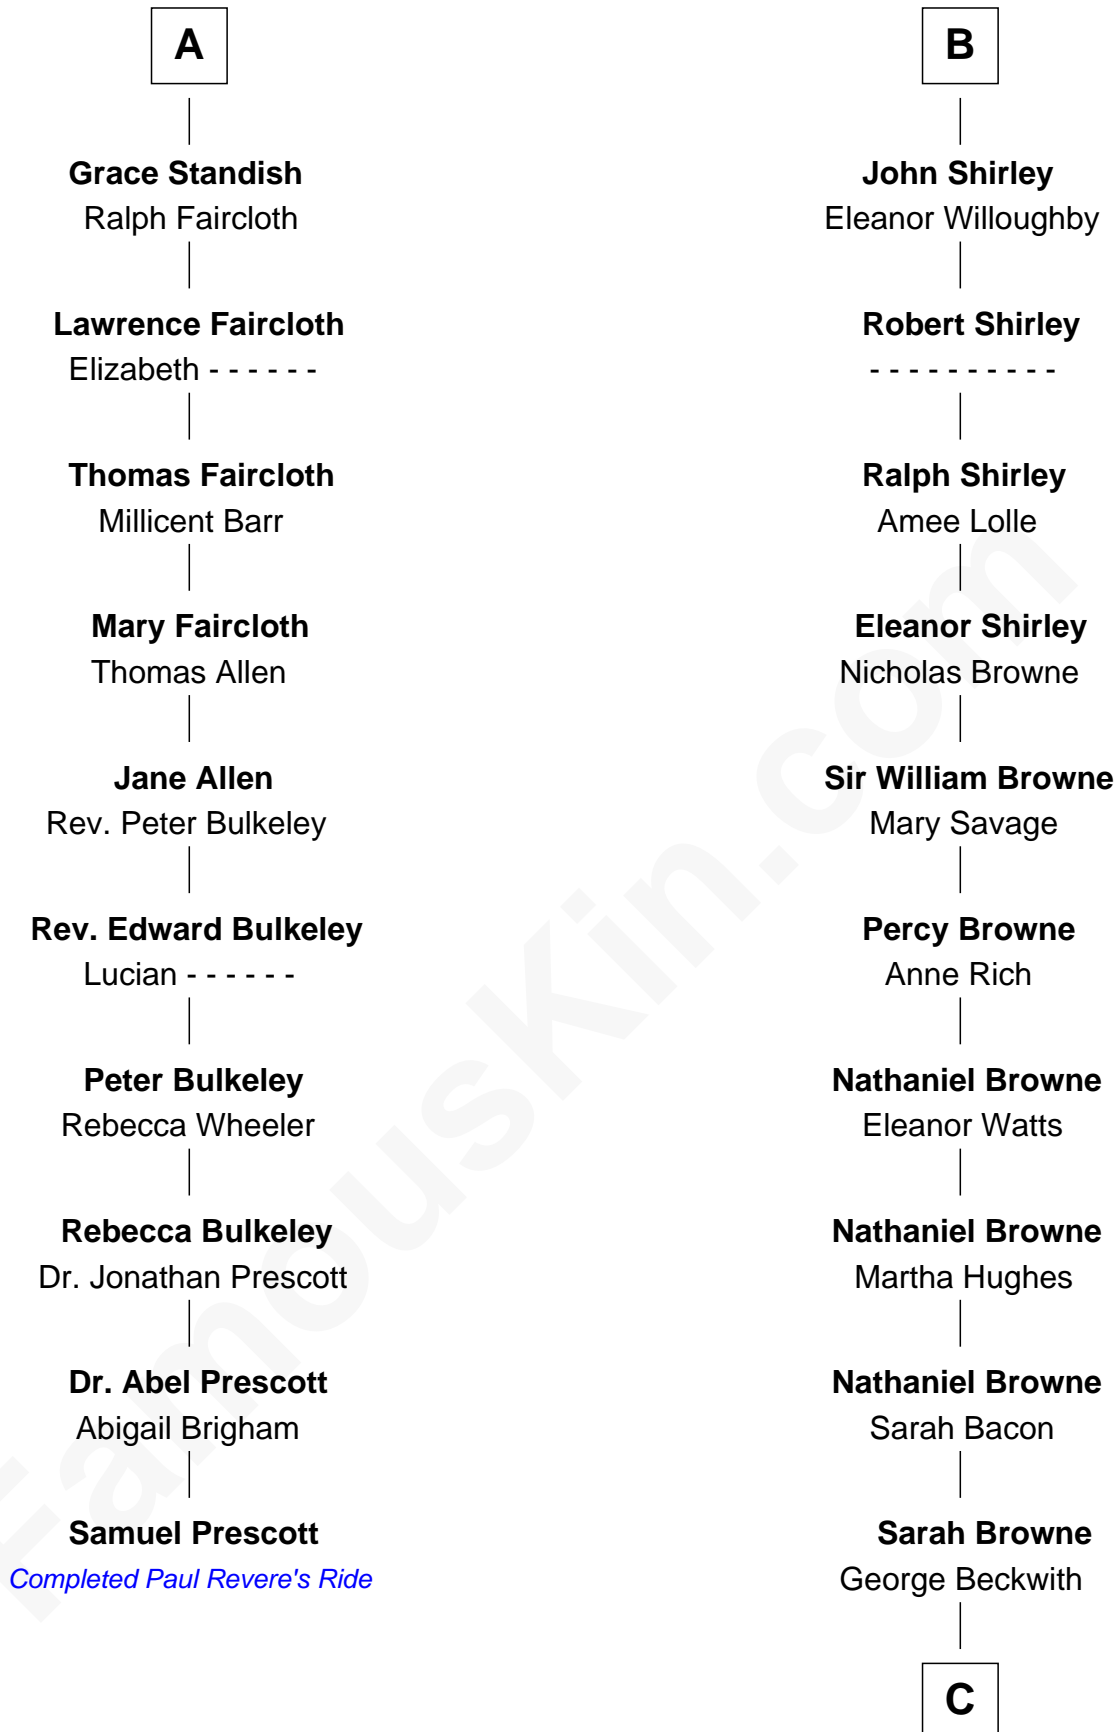 A
Grace Standish
Ralph Faircloth
Lawrence Faircloth
Elizabeth - - - - - -
Thomas Faircloth
Millicent Barr
Mary Faircloth
Thomas Allen
Jane Allen
Rev. Peter Bulkeley
Rev. Edward Bulkeley
Lucian - - - - - -
Peter Bulkeley
Rebecca Wheeler
Rebecca Bulkeley
Dr. Jonathan Prescott
Dr. Abel Prescott
Abigail Brigham
Samuel Prescott
Completed Paul Revere's Ride
B
John Shirley
Eleanor Willoughby
Robert Shirley
- - - - - - - - - -
Ralph Shirley
Amee Lolle
Eleanor Shirley
Nicholas Browne
Sir William Browne
Mary Savage
Percy Browne
Anne Rich
Nathaniel Browne
Eleanor Watts
Nathaniel Browne
Martha Hughes
Nathaniel Browne
Sarah Bacon
Sarah Browne
George Beckwith
C
FamousKin.com